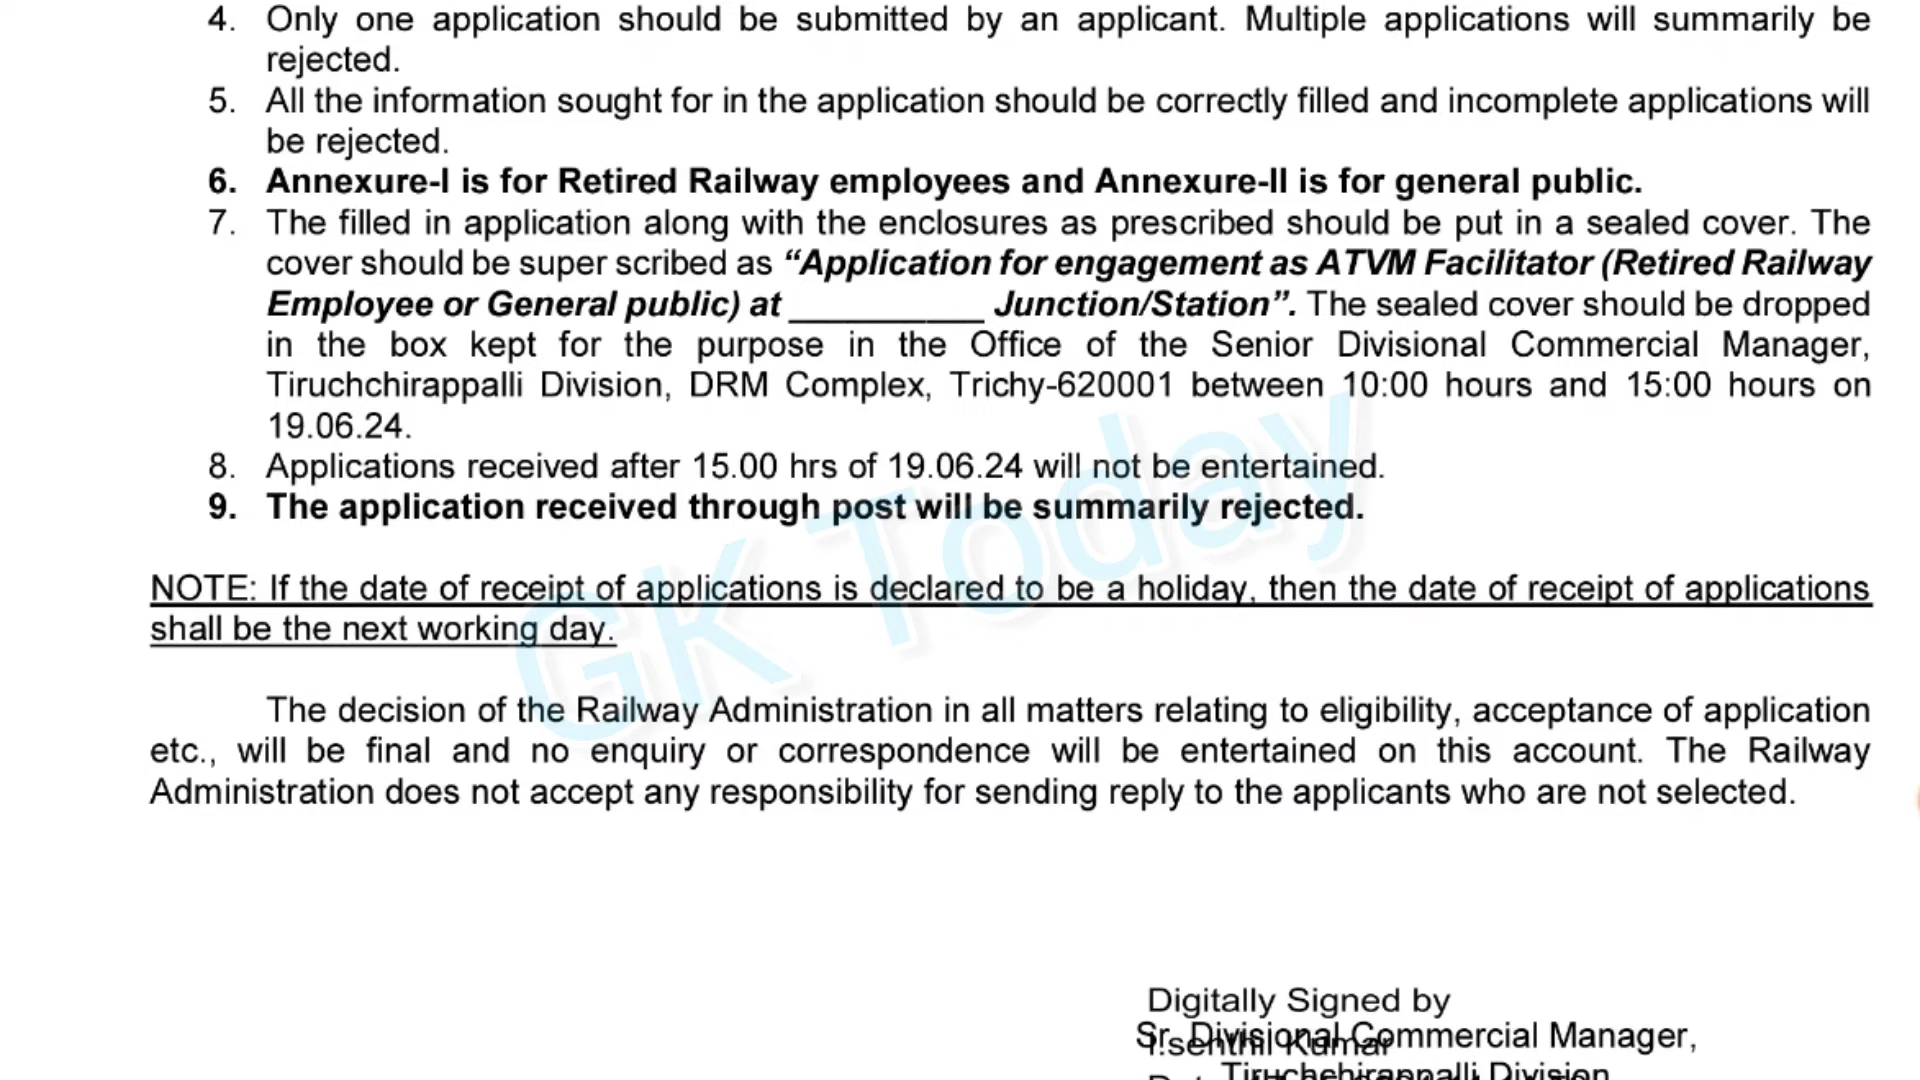 4. Only one application should be submitted by an applicant. Multiple applications will summarily be
rejected.
5. All the information sought for in the application should be correctly filled and incomplete applications will
be rejected.
6. Annexure-I is for Retired Railway employees and Annexure-II is for general public.
7. The filled in application along with the enclosures as prescribed should be put in a sealed cover. The
cover should be super scribed as “Application for engagement as ATVM Facilitator (Retired Railway
Employee or General public) at __________ Junction/Station”. The sealed cover should be dropped
in the box kept for the purpose in the Office of the Senior Divisional Commercial Manager,
Tiruchchirappalli Division, DRM Complex, Trichy-620001 between 10:00 hours and 15:00 hours on
19.06.24.
8. Applications received after 15.00 hrs of 19.06.24 will not be entertained.
9. The application received through post will be summarily rejected.
GK Today
NOTE: If the date of receipt of applications is declared to be a holiday, then the date of receipt of applications
shall be the next working day.
The decision of the Railway Administration in all matters relating to eligibility, acceptance of application
etc., will be final and no enquiry or correspondence will be entertained on this account. The Railway
Administration does not accept any responsibility for sending reply to the applicants who are not selected.
Digitally Signed by
Sr. Divisional Commercial Manager,
senthil Kumar
Tiruchchirappalli Division